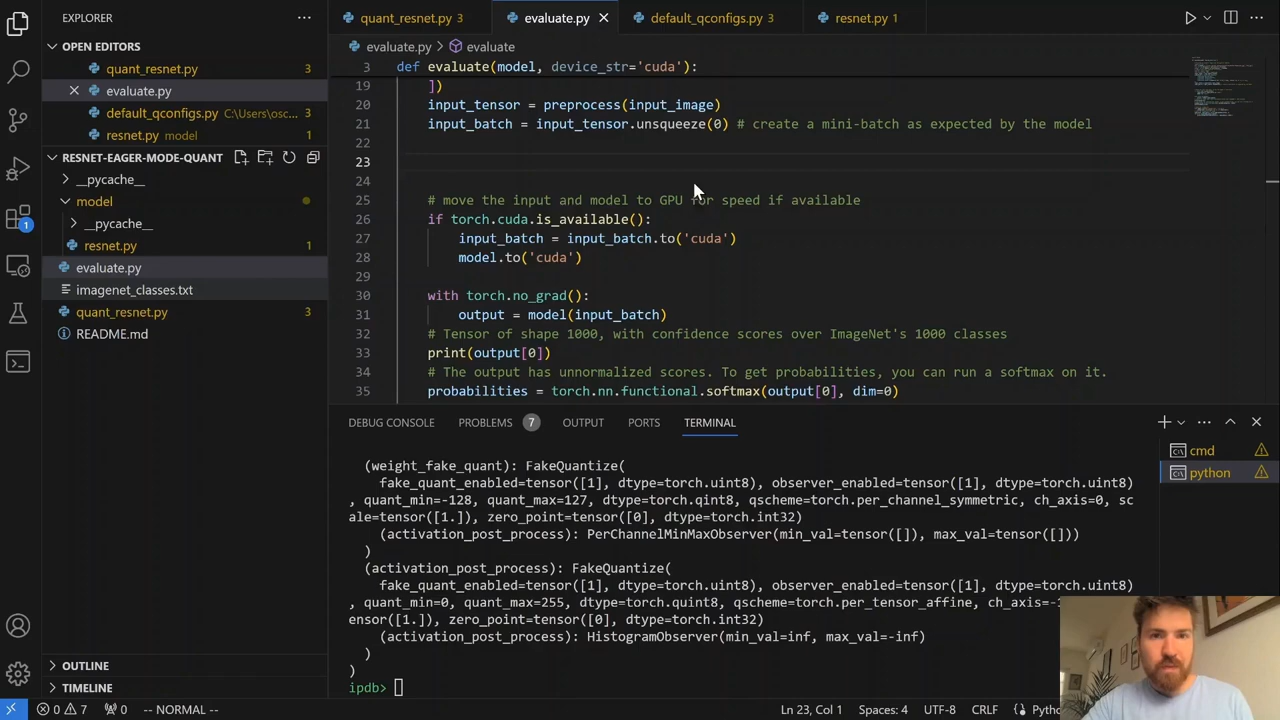 EXPLORER
OPEN EDITORS
quant_resnet.py 3
evaluate.py
default_qconfigs.py C:\Users\osc... 3
resnet.py model 1
RESNET-EAGER-MODE-QUANT
__pycache__
model
__pycache__
resnet.py 1
evaluate.py
imagenet_classes.txt
quant_resnet.py 3
README.md
OUTLINE
TIMELINE
1
quant_resnet.py 3
evaluate.py
default_qconfigs.py 3
resnet.py 1
evaluate.py > evaluate
3 def evaluate(model, device_str='cuda'):
19 ])
20 input_tensor = preprocess(input_image)
21 input_batch = input_tensor.unsqueeze(0) # create a mini-batch as expected by the model
22
23
24
25 # move the input and model to GPU for speed if available
26 if torch.cuda.is_available():
27 input_batch = input_batch.to('cuda')
28 model.to('cuda')
29
30 with torch.no_grad():
31 output = model(input_batch)
32 # Tensor of shape 1000, with confidence scores over ImageNet's 1000 classes
33 print(output[0])
34 # The output has unnormalized scores. To get probabilities, you can run a softmax on it.
35 probabilities = torch.nn.functional.softmax(output[0], dim=0)
DEBUG CONSOLE PROBLEMS 7 OUTPUT PORTS TERMINAL
(weight_fake_quant): FakeQuantize(
fake_quant_enabled=tensor([1], dtype=torch.uint8), observer_enabled=tensor([1], dtype=torch.uint8)
, quant_min=-128, quant_max=127, dtype=torch.qint8, qscheme=torch.per_channel_symmetric, ch_axis=0, sc
ale=tensor([1.]), zero_point=tensor([0], dtype=torch.int32)
(activation_post_process): PerChannelMinMaxObserver(min_val=tensor([]), max_val=tensor([]))
)
(activation_post_process): FakeQuantize(
fake_quant_enabled=tensor([1], dtype=torch.uint8), observer_enabled=tensor([1], dtype=torch.uint8)
, quant_min=0, quant_max=255, dtype=torch.quint8, qscheme=torch.per_tensor_affine, ch_axis=-
ensor([1.]), zero_point=tensor([0], dtype=torch.int32)
(activation_post_process): HistogramObserver(min_val=inf, max_val=-inf)
)
)
ipdb>
cmd
python
0 7 0 -- NORMAL -- Ln 23, Col 1 Spaces: 4 UTF-8 CRLF